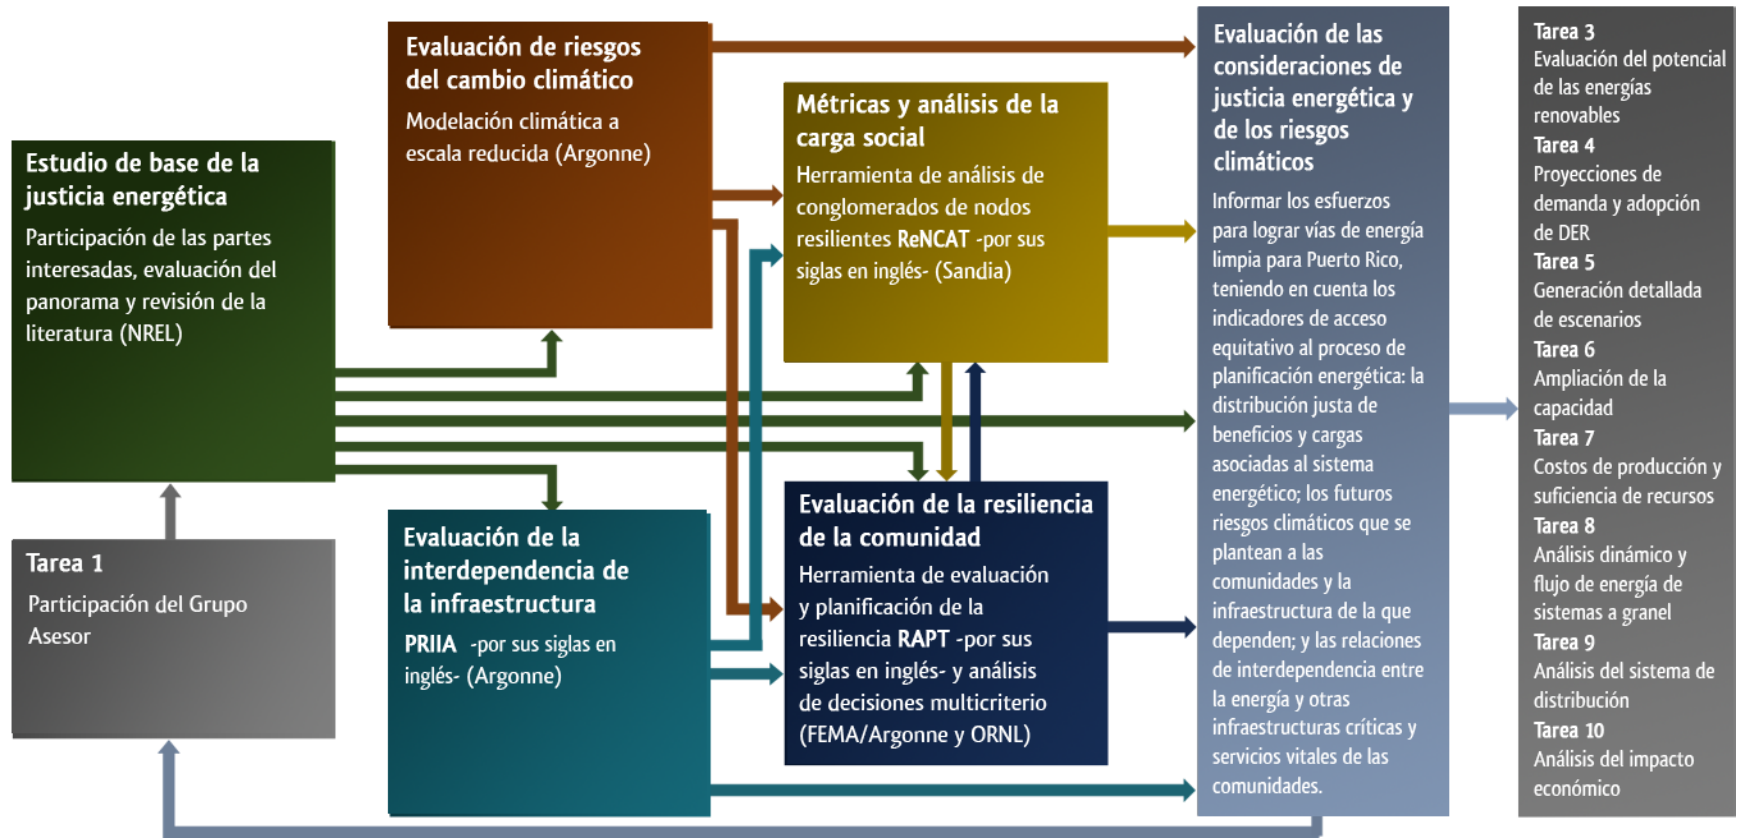 Estudio de base de la
justicia energética
Participación de las partes
interesadas, evaluación del
panorama y revisión de la
literatura (NREL)
Tarea 1
Participación del Grupo
Asesor
Evaluación de riesgos
del cambio climático
Modelación climática a
escala reducida (Argonne)
Evaluación de la
interdependencia de
la infraestructura
PRIIA -por sus siglas en
inglés- (Argonne)
Métricas y análisis de la
carga social
Herramienta de análisis de
conglomerados de nodos
resilientes ReNCAT -por sus
siglas en inglés- (Sandia)
Evaluación de la resiliencia
de la comunidad
Herramienta de evaluación
y planificación de la
resiliencia RAPT -por sus
siglas en inglés- y análisis
de decisiones multicriterio
(FEMA/Argonne y ORNL)
Evaluación de las
consideraciones de
justicia energética y
de los riesgos
climáticos
Informar los esfuerzos
para lograr vías de energía
limpia para Puerto Rico,
teniendo en cuenta los
indicadores de acceso
equitativo al proceso de
planificación energética: la
distribución justa de
beneficios y cargas
asociadas al sistema
energético; los futuros
riesgos climáticos que se
plantean a las
comunidades y la
infraestructura de la que
dependen; y las relaciones
de interdependencia entre
la energía y otras
infraestructuras críticas y
servicios vitales de las
comunidades.
Tarea 3
Evaluación del potencial
de las energías
renovables
Tarea 4
Proyecciones de
demanda y adopción
de DER
Tarea 5
Generación detallada
de escenarios
Tarea 6
Ampliación de la
capacidad
Tarea 7
Costos de producción y
suficiencia de recursos
Tarea 8
Análisis dinámico y
flujo de energía de
sistemas a granel
Tarea 9
Análisis del sistema de
distribución
Tarea 10
Análisis del impacto
económico